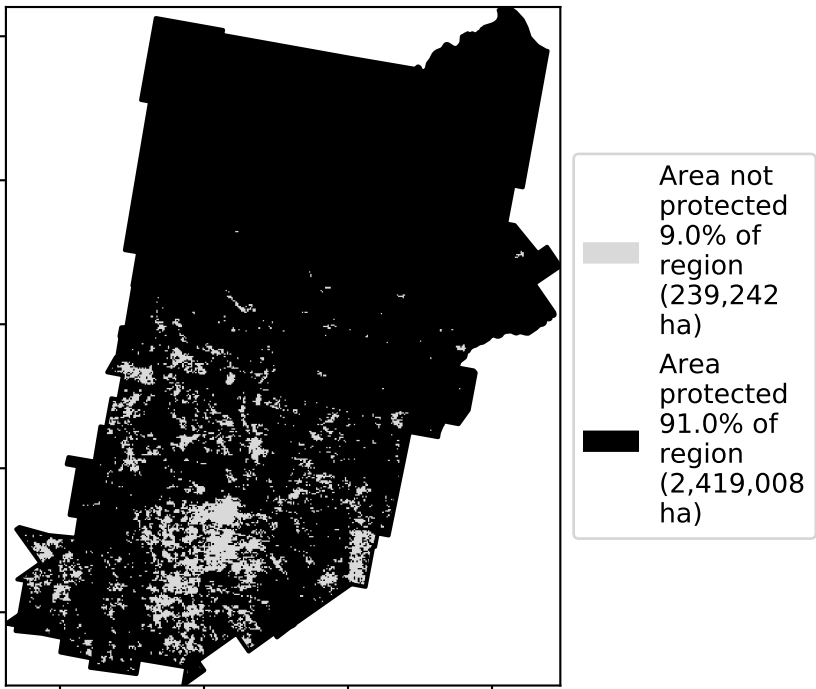 Area not
protected
9.0% of
region
(239,242
ha)
Area
protected
91.0% of
region
(2,419,008
ha)